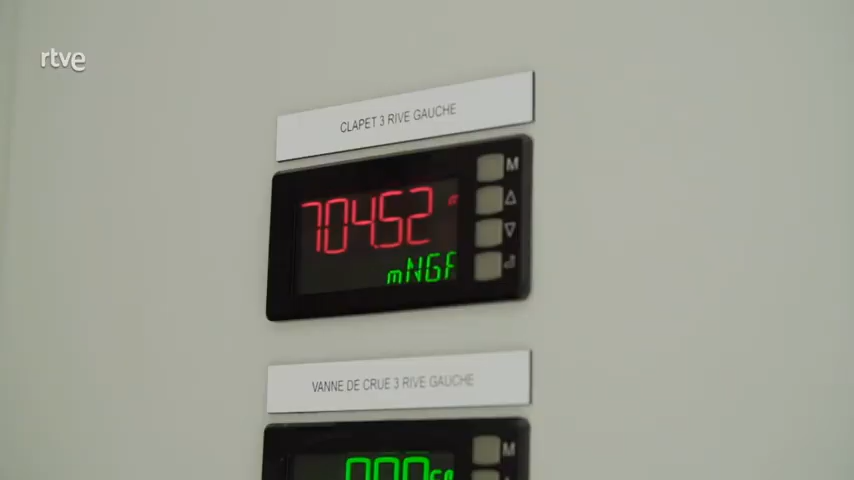 rtve
CLAPET 3 RIVE GAUCHE
M
704.52
mNGF
VANNE DE CRUE 3 RIVE GAUCHE
M